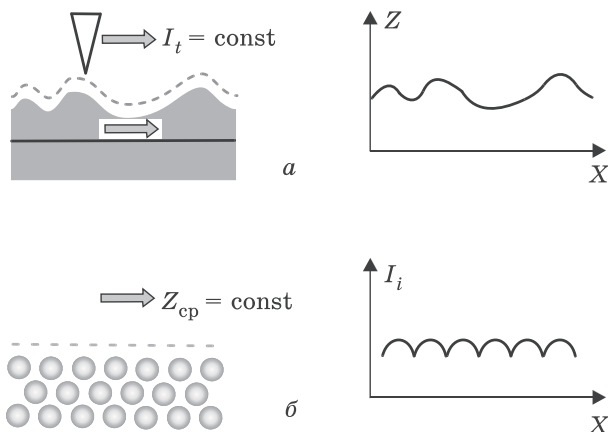 I_t = const
Z
X
а
Z_ср = const
I_i
X
б